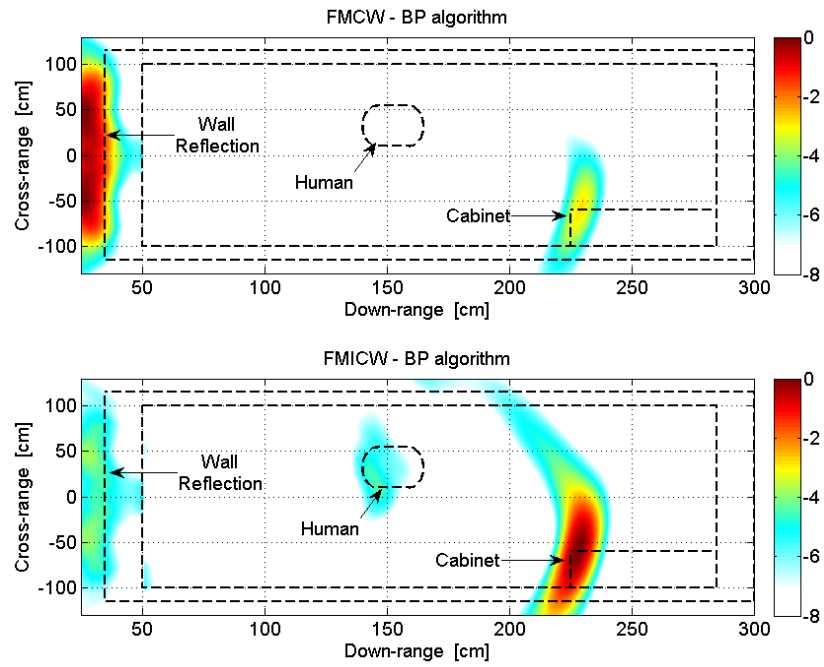 FMCW - BP algorithm
Cross-range [cm]
100
50
0
-50
-100
Wall
Reflection
Human
Cabinet
50
100
150
200
250
300
Down-range [cm]
0
-2
-4
-6
-8
FMICW - BP algorithm
Cross-range [cm]
100
50
0
-50
-100
Wall
Reflection
Human
Cabinet
50
100
150
200
250
300
Down-range [cm]
0
-2
-4
-6
-8